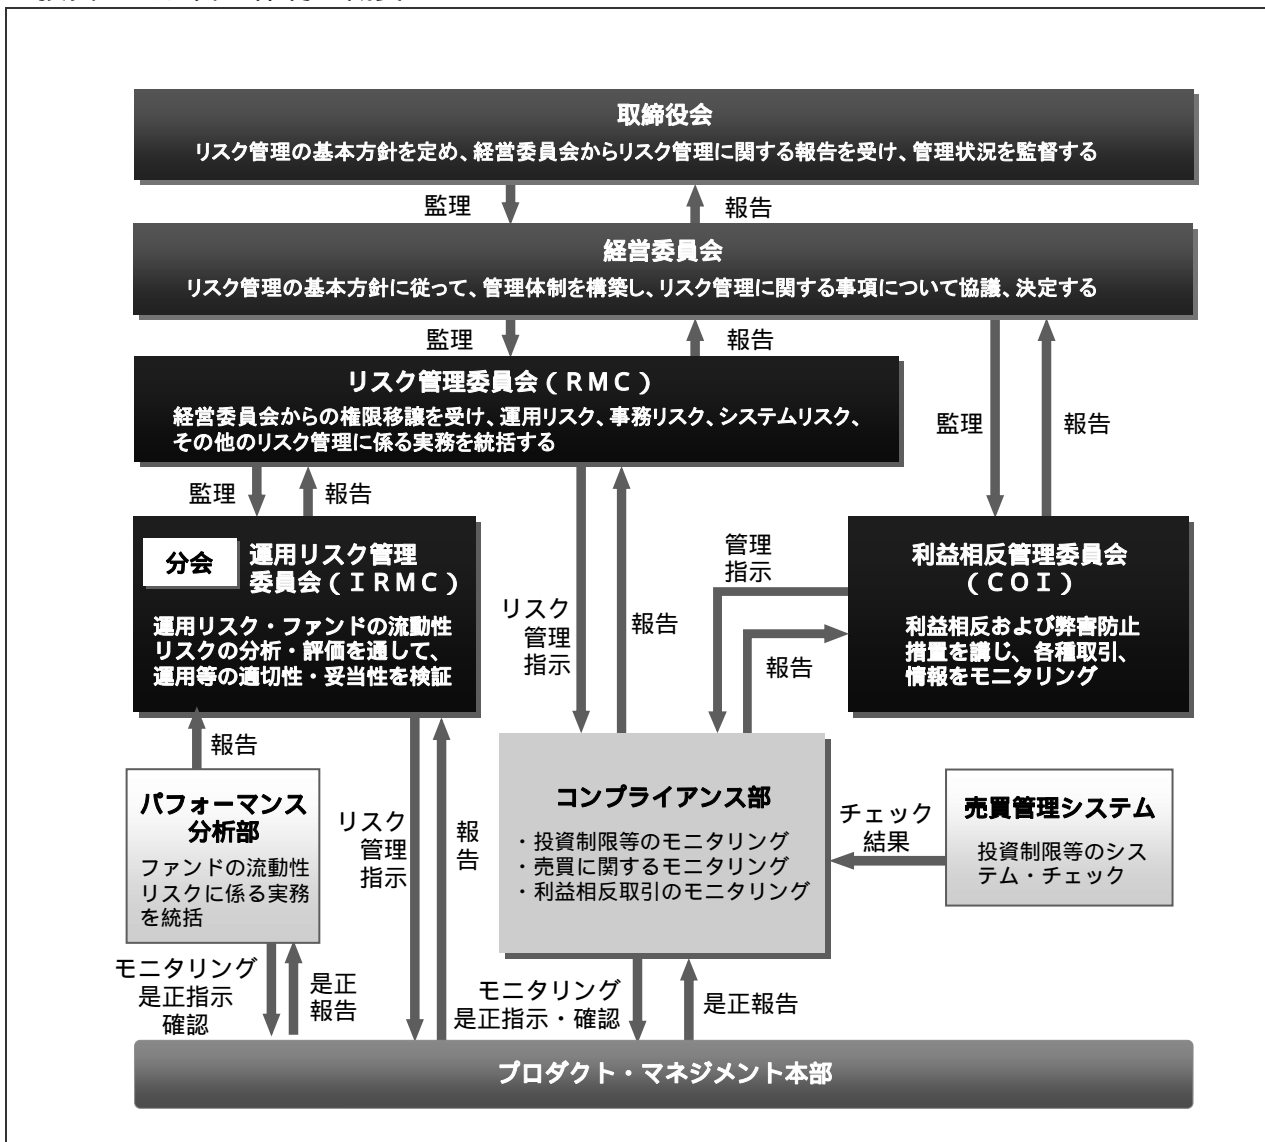 取締役会
リスク管理の基本方針を定め、経営委員会からリスク管理に関する報告を受け、管理状況を監督する
監理
報告
経営委員会
リスク管理の基本方針に従って、管理体制を構築し、リスク管理に関する事項について協議、決定する
監理
報告
リスク管理委員会（ＲＭＣ）
経営委員会からの権限移譲を受け、運用リスク、事務リスク、システムリスク、
その他のリスク管理に係る実務を統括する
監理
報告
監理
報告
分会
運用リスク管理
委員会（ＩＲＭＣ）
運用リスク・ファンドの流動性
リスクの分析・評価を通して、
運用等の適切性・妥当性を検証
リスク
管理
指示
報告
管理
指示
報告
利益相反管理委員会
（ＣＯＩ）
利益相反および弊害防止
措置を講じ、各種取引、
情報をモニタリング
報告
パフォーマンス
分析部
ファンドの流動性
リスクに係る実務
を統括
リスク
管理
指示
報
告
コンプライアンス部
・投資制限等のモニタリング
・売買に関するモニタリング
・利益相反取引のモニタリング
チェック
結果
売買管理システム
投資制限等のシス
テム・チェック
モニタリング
是正指示
確認
是正
報告
モニタリング
是正指示・確認
是正報告
プロダクト・マネジメント本部